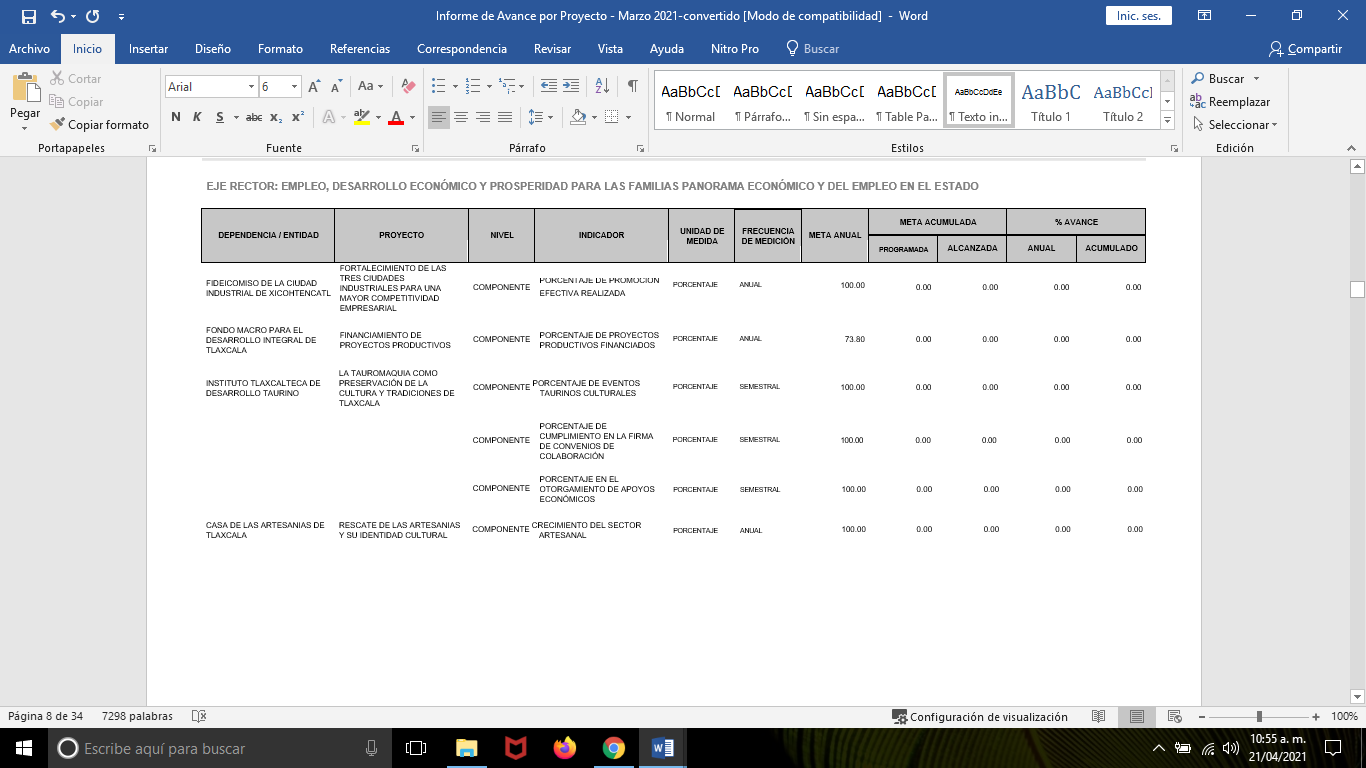 Informe de Avance por Proyecto - Marzo 2021-convertido [Modo de compatibilidad] - Word
Inic. ses.
Archivo Inicio Insertar Diseño Formato Referencias Correspondencia Revisar Vista Ayuda Nitro Pro Buscar Compartir
Pegar
Cortar
Copiar
Copiar formato
Portapapeles
Arial 6
N K S abc x₂ x²
Fuente
Párrafo
AaBbCcD AaBbCcD AaBbCcD AaBbCcD AaBbCcDdEe AaBbC AaBbCcI
¶ Normal ¶ Párrafo... ¶ Sin espa... ¶ Table Pa... ¶ Texto in... Título 1 Título 2
Estilos
Buscar
Reemplazar
Seleccionar
Edición
EJE RECTOR: EMPLEO, DESARROLLO ECONÓMICO Y PROSPERIDAD PARA LAS FAMILIAS PANORAMA ECONÓMICO Y DEL EMPLEO EN EL ESTADO
DEPENDENCIA / ENTIDAD
PROYECTO
NIVEL
INDICADOR
UNIDAD DE
MEDIDA
FRECUENCIA
DE MEDICIÓN
META ANUAL
META ACUMULADA
PROGRAMADA ALCANZADA
% AVANCE
ANUAL ACUMULADO
FIDEICOMISO DE LA CIUDAD
INDUSTRIAL DE XICOHTENCATL
FORTALECIMIENTO DE LAS
TRES CIUDADES
INDUSTRIALES PARA UNA
MAYOR COMPETITIVIDAD
EMPRESARIAL
COMPONENTE
PORCENTAJE DE PROMOCIÓN
EFECTIVA REALIZADA
PORCENTAJE ANUAL 100.00 0.00 0.00 0.00 0.00
FONDO MACRO PARA EL
DESARROLLO INTEGRAL DE
TLAXCALA
FINANCIAMIENTO DE
PROYECTOS PRODUCTIVOS
COMPONENTE
PORCENTAJE DE PROYECTOS
PRODUCTIVOS FINANCIADOS
PORCENTAJE ANUAL 73.80 0.00 0.00 0.00 0.00
INSTITUTO TLAXCALTECA DE
DESARROLLO TAURINO
LA TAUROMAQUIA COMO
PRESERVACIÓN DE LA
CULTURA Y TRADICIONES DE
TLAXCALA
COMPONENTE
PORCENTAJE DE EVENTOS
TAURINOS CULTURALES
PORCENTAJE SEMESTRAL 100.00 0.00 0.00 0.00 0.00
COMPONENTE
PORCENTAJE DE
CUMPLIMIENTO EN LA FIRMA
DE CONVENIOS DE
COLABORACIÓN
PORCENTAJE SEMESTRAL 100.00 0.00 0.00 0.00 0.00
COMPONENTE
PORCENTAJE EN EL
OTORGAMIENTO DE APOYOS
ECONÓMICOS
PORCENTAJE SEMESTRAL 100.00 0.00 0.00 0.00 0.00
CASA DE LAS ARTESANIAS DE
TLAXCALA
RESCATE DE LAS ARTESANIAS
Y SU IDENTIDAD CULTURAL
COMPONENTE
CRECIMIENTO DEL SECTOR
ARTESANAL
PORCENTAJE ANUAL 100.00 0.00 0.00 0.00 0.00
Página 8 de 34 7298 palabras Configuración de visualización 100%
Escribe aquí para buscar
10:55 a. m.
21/04/2021